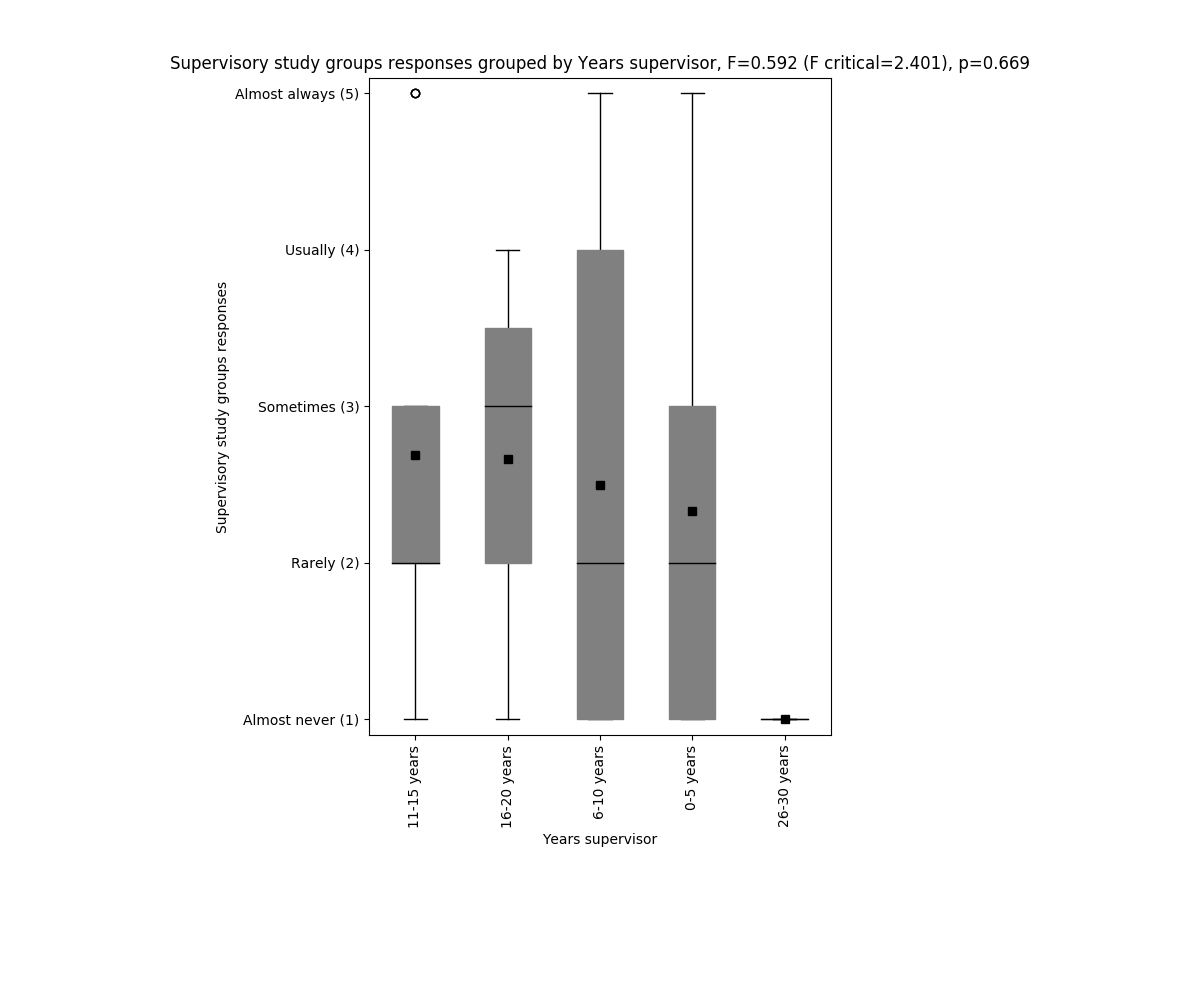 Supervisory study groups responses grouped by Years supervisor, F=0.592 (F critical=2.401), p=0.669
Almost always (5)
Usually (4)
Sometimes (3)
Rarely (2)
Almost never (1)
Supervisory study groups responses
11-15 years
16-20 years
6-10 years
0-5 years
26-30 years
Years supervisor